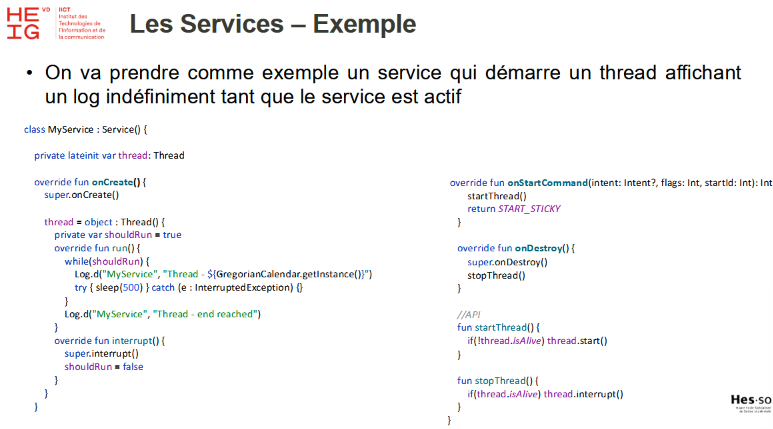 HE VD IG
IICT
Institut des
Technologies de
l'Information et de
la communication
Les Services – Exemple
• On va prendre comme exemple un service qui démarre un thread affichant
un log indéfiniment tant que le service est actif
class MyService : Service() {
private lateinit var thread: Thread
override fun onCreate() {
super.onCreate()
thread = object : Thread() {
private var shouldRun = true
override fun run() {
while(shouldRun) {
Log.d("MyService", "Thread - ${GregorianCalendar.getInstance()}")
try { sleep(500) } catch (e : InterruptedException) {}
}
Log.d("MyService", "Thread - end reached")
}
override fun interrupt() {
super.interrupt()
shouldRun = false
}
}
}
override fun onStartCommand(intent: Intent?, flags: Int, startId: Int): Int
startThread()
return START_STICKY
}
override fun onDestroy() {
super.onDestroy()
stopThread()
}
//API
fun startThread() {
if(!thread.isAlive) thread.start()
}
fun stopThread() {
if(thread.isAlive) thread.interrupt()
}
}
Hes·so